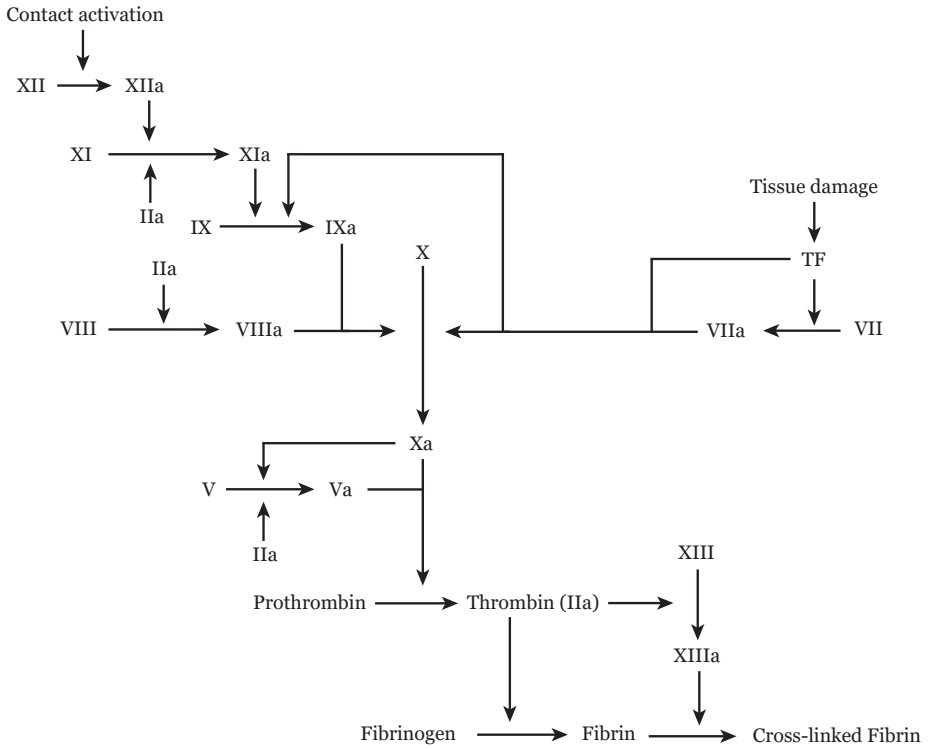 Contact activation
XII
XIIa
XI
XIa
IIa
IX
IXa
Tissue damage
TF
X
IIa
VIII
VIIIa
VIIa
VII
Xa
V
Va
IIa
XIII
Prothrombin
Thrombin (IIa)
XIIIa
Fibrinogen
Fibrin
Cross-linked Fibrin